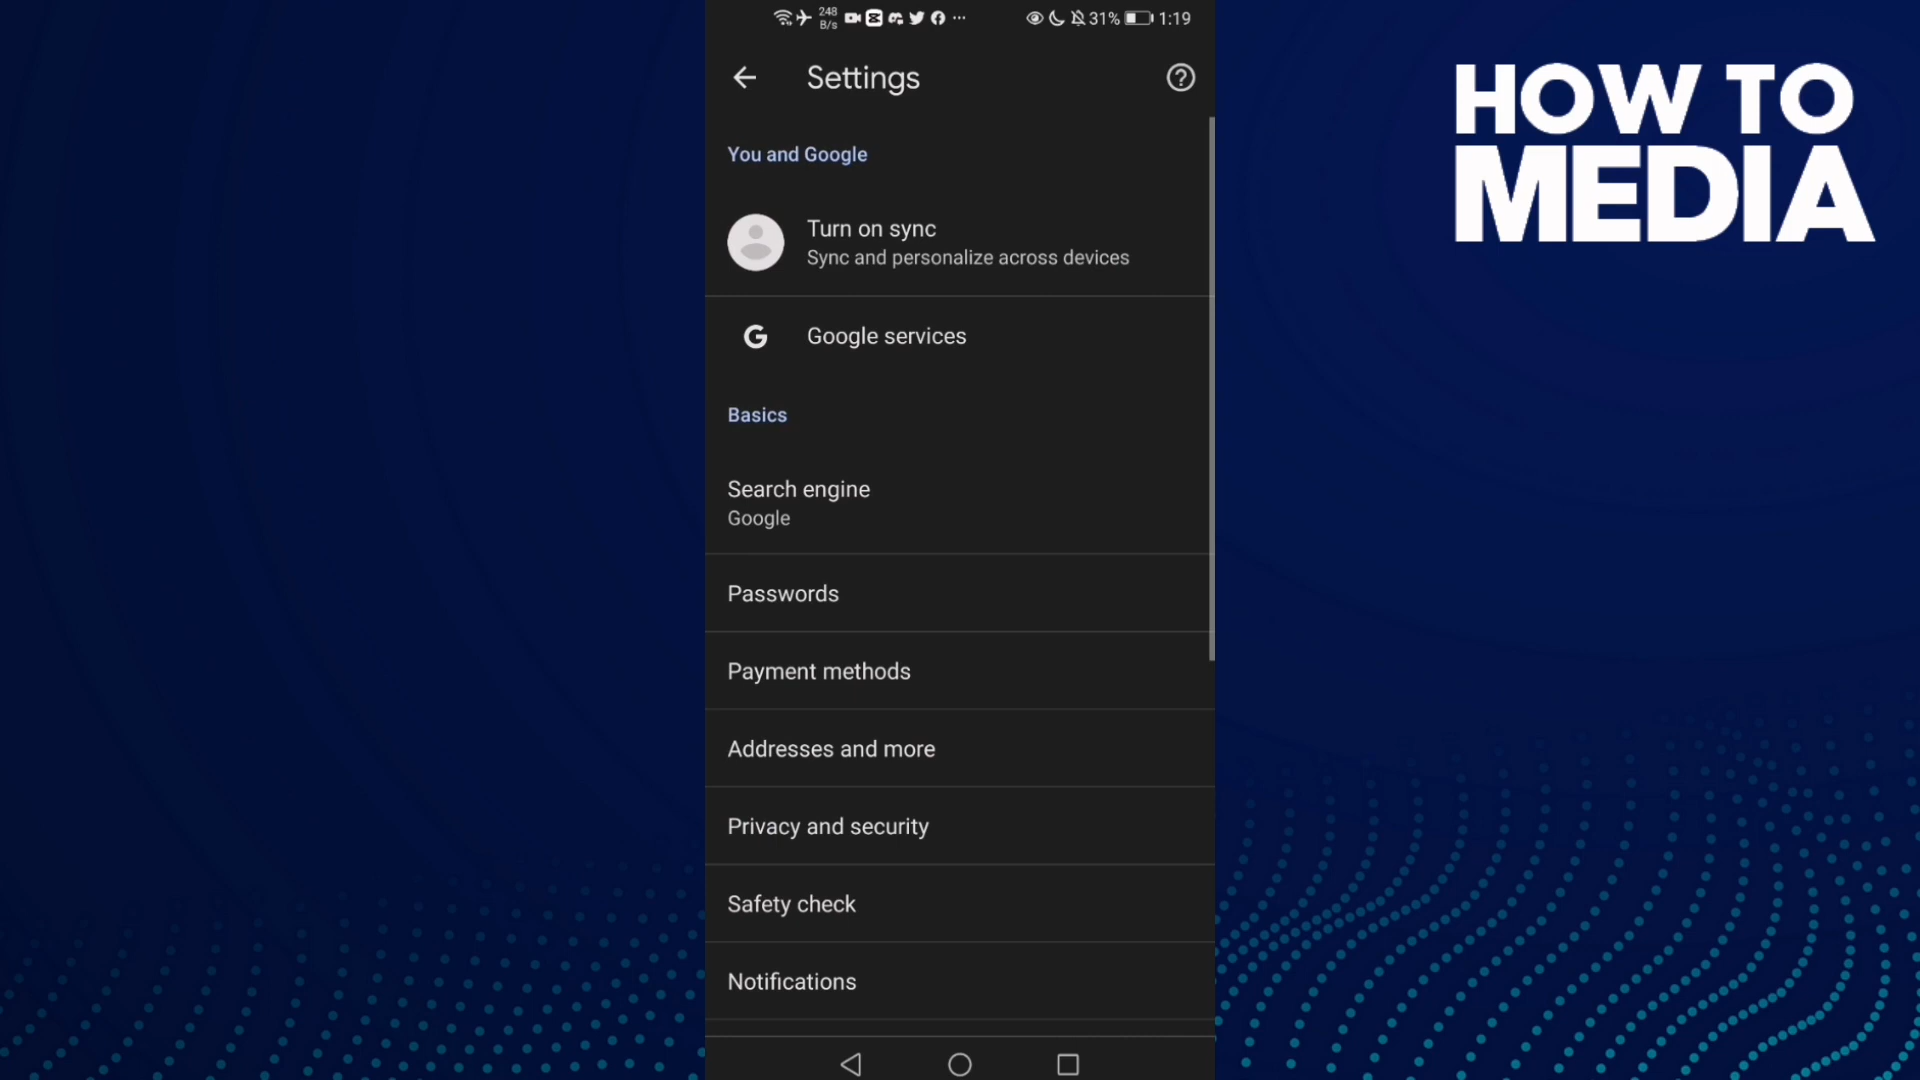 248
B/s
31%
1:19
Settings
HOW TO
MEDIA
You and Google
Turn on sync
Sync and personalize across devices
G Google services
Basics
Search engine
Google
Passwords
Payment methods
Addresses and more
Privacy and security
Safety check
Notifications